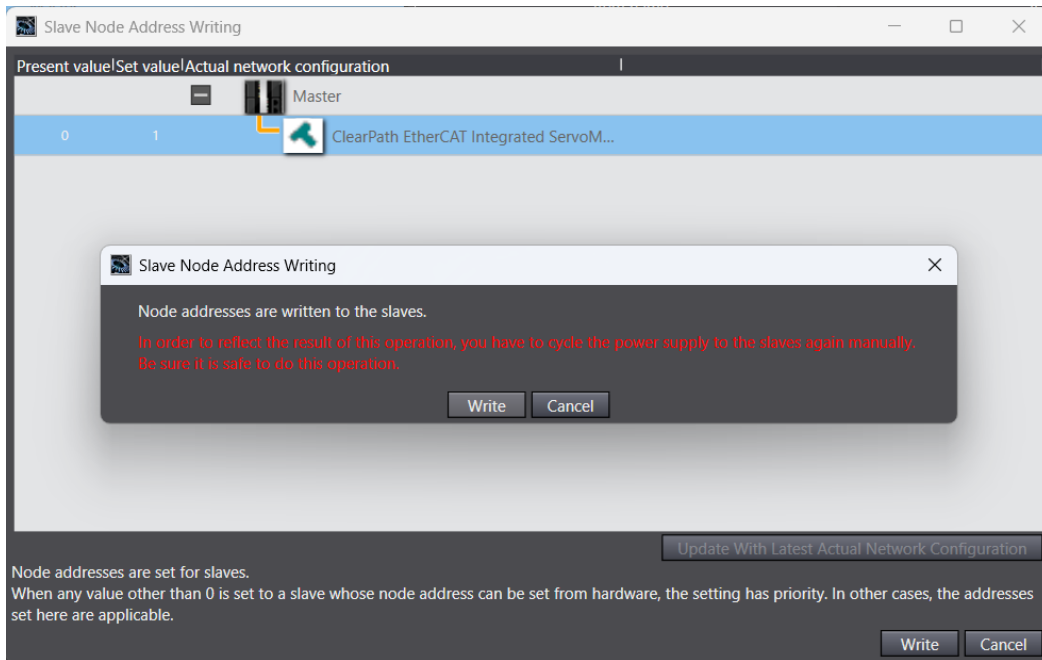 Slave Node Address Writing
Present value|Set value|Actual network configuration |
Master
0 1 ClearPath EtherCAT Integrated ServoM...
Slave Node Address Writing
Node addresses are written to the slaves.
In order to reflect the result of this operation, you have to cycle the power supply to the slaves again manually.
Be sure it is safe to do this operation.
Write Cancel
Update With Latest Actual Network Configuration
Node addresses are set for slaves.
When any value other than 0 is set to a slave whose node address can be set from hardware, the setting has priority. In other cases, the addresses
set here are applicable.
Write Cancel